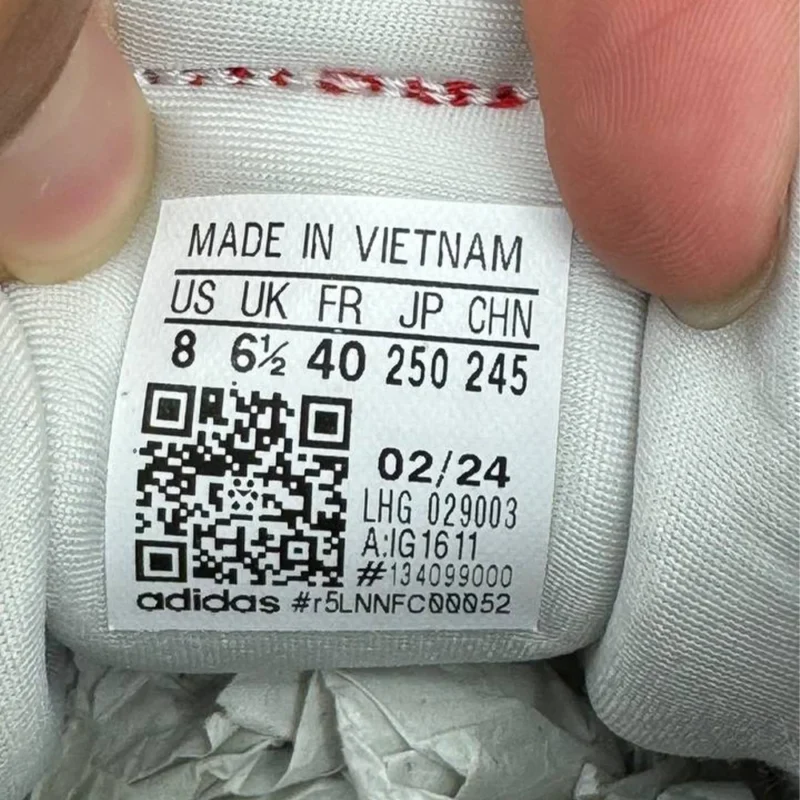 MADE IN VIETNAM
US UK FR JP CHN
8 6½ 40 250 245
02/24
LHG 029003
A:IG1611
#134099000
adidas #r5LNNFC00052